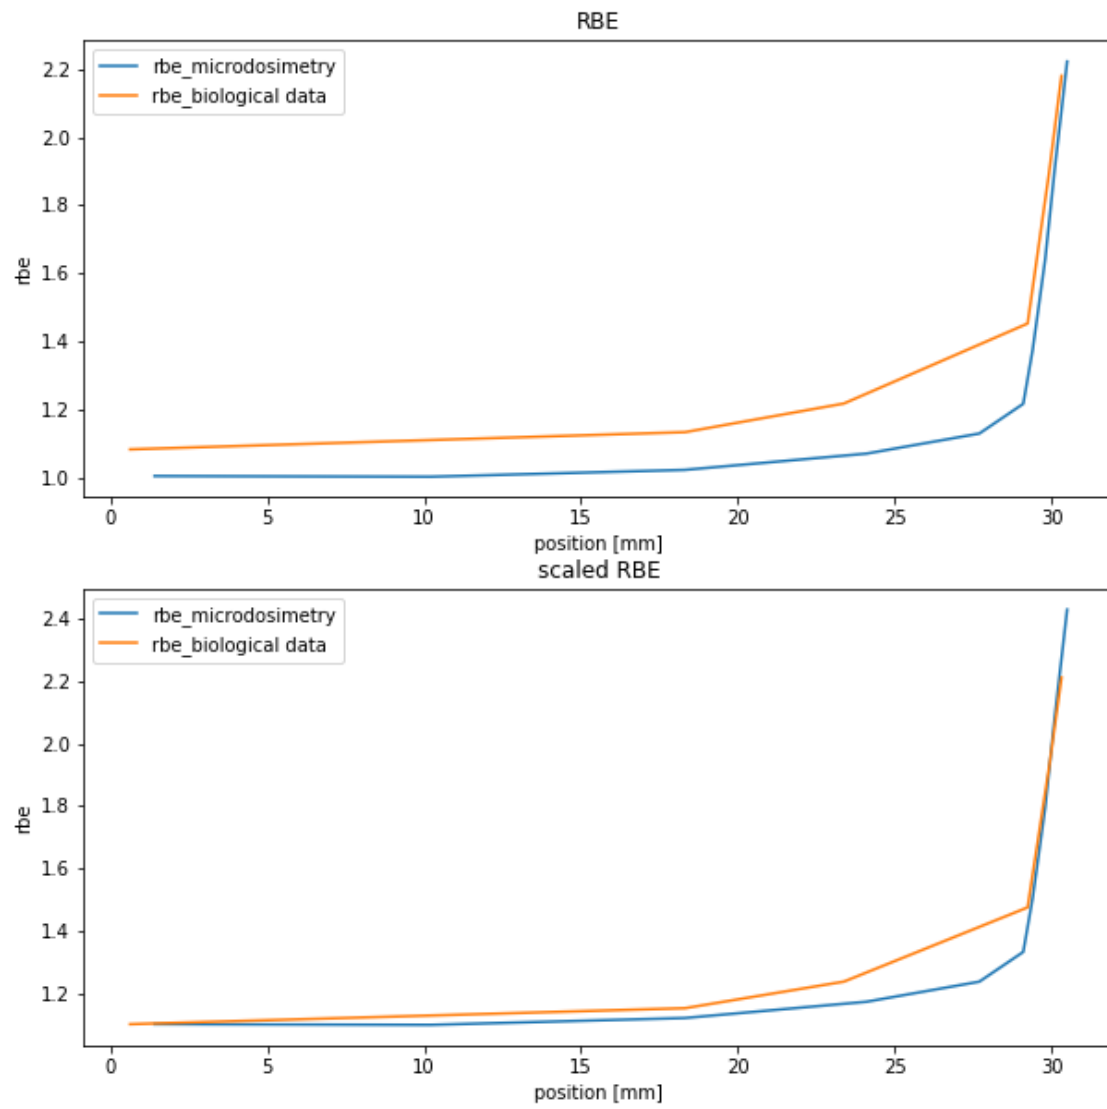 RBE
rbe_microdosimetry
rbe_biological data
2.2
2.0
1.8
1.6
1.4
1.2
1.0
rbe
0 5 10 15 20 25 30
position [mm]
scaled RBE
rbe_microdosimetry
rbe_biological data
2.4
2.2
2.0
1.8
1.6
1.4
1.2
rbe
0 5 10 15 20 25 30
position [mm]